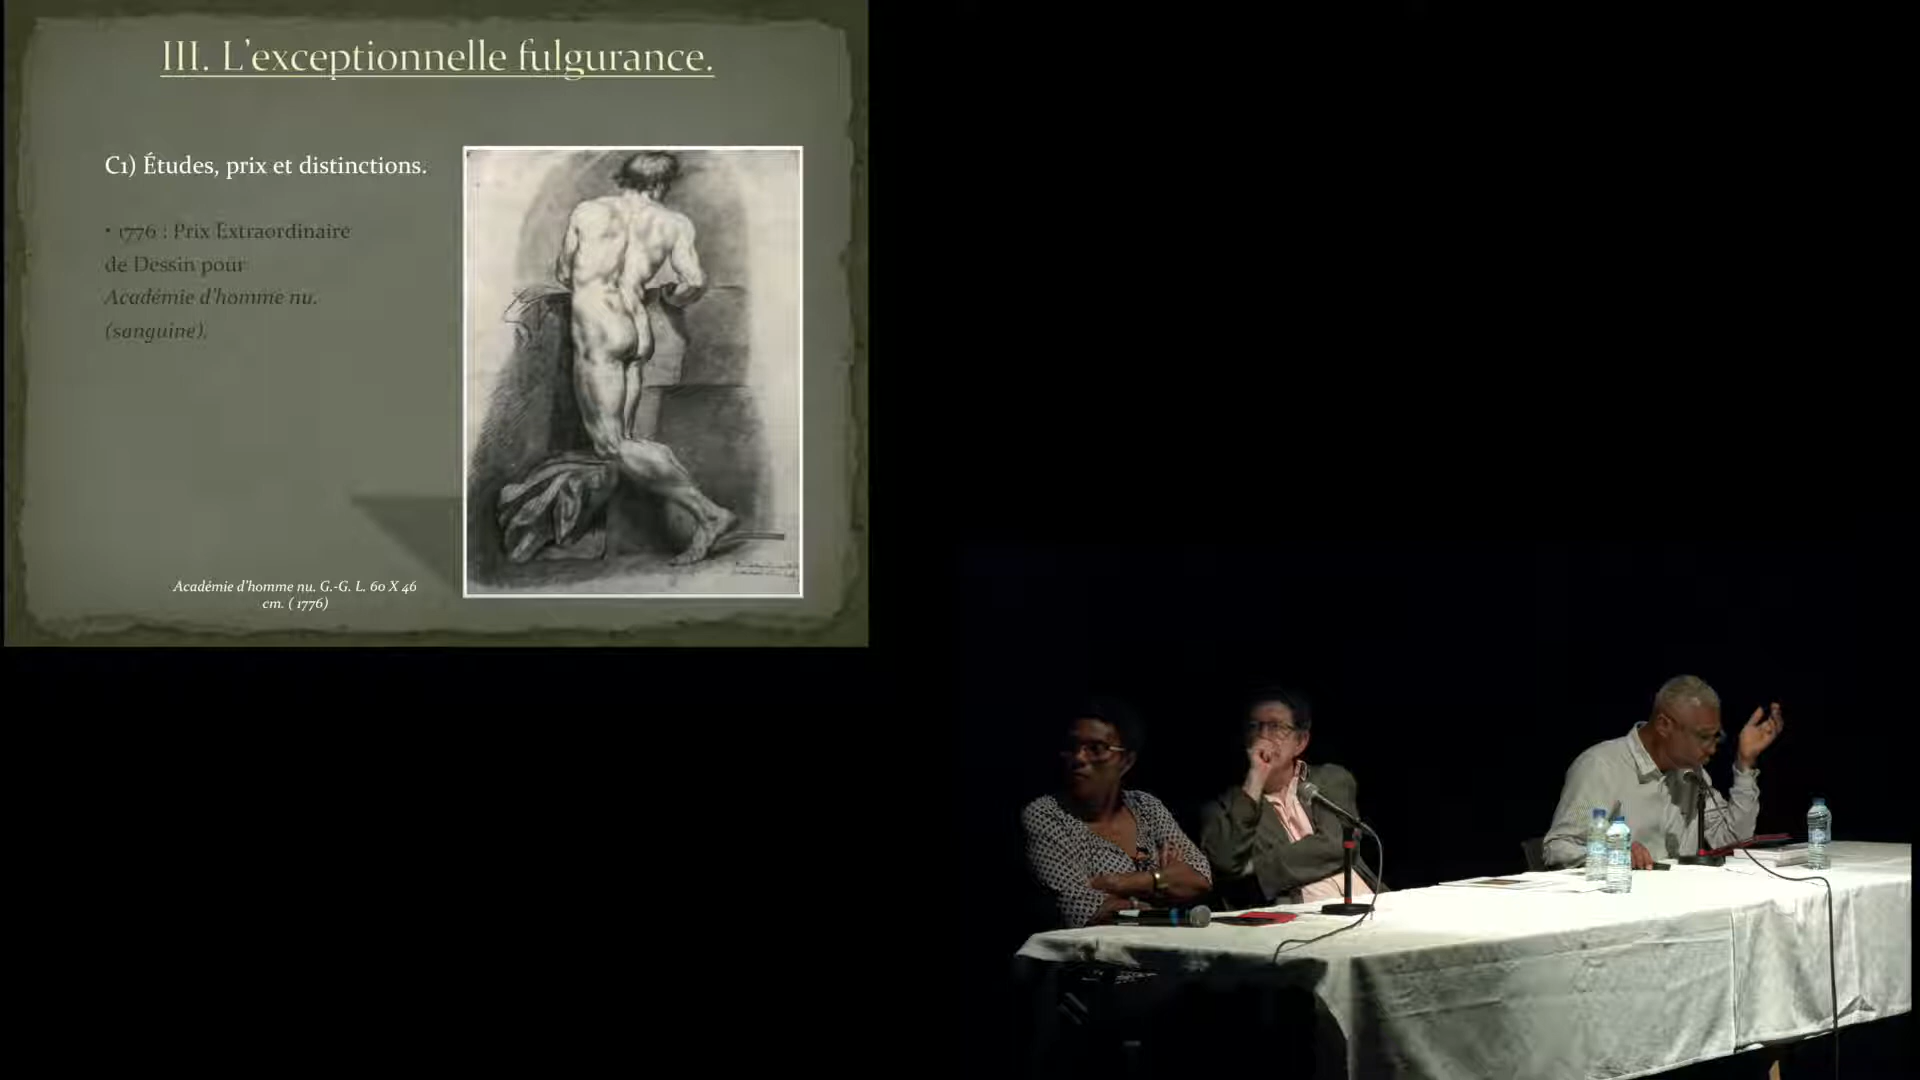 III. L'exceptionnelle fulgurance.
C1) Études, prix et distinctions.
• 1776 : Prix Extraordinaire
de Dessin pour
Académie d'homme nu.
(sanguine).
Académie d'homme nu. G.-G. L. 60 X 46
cm. ( 1776)